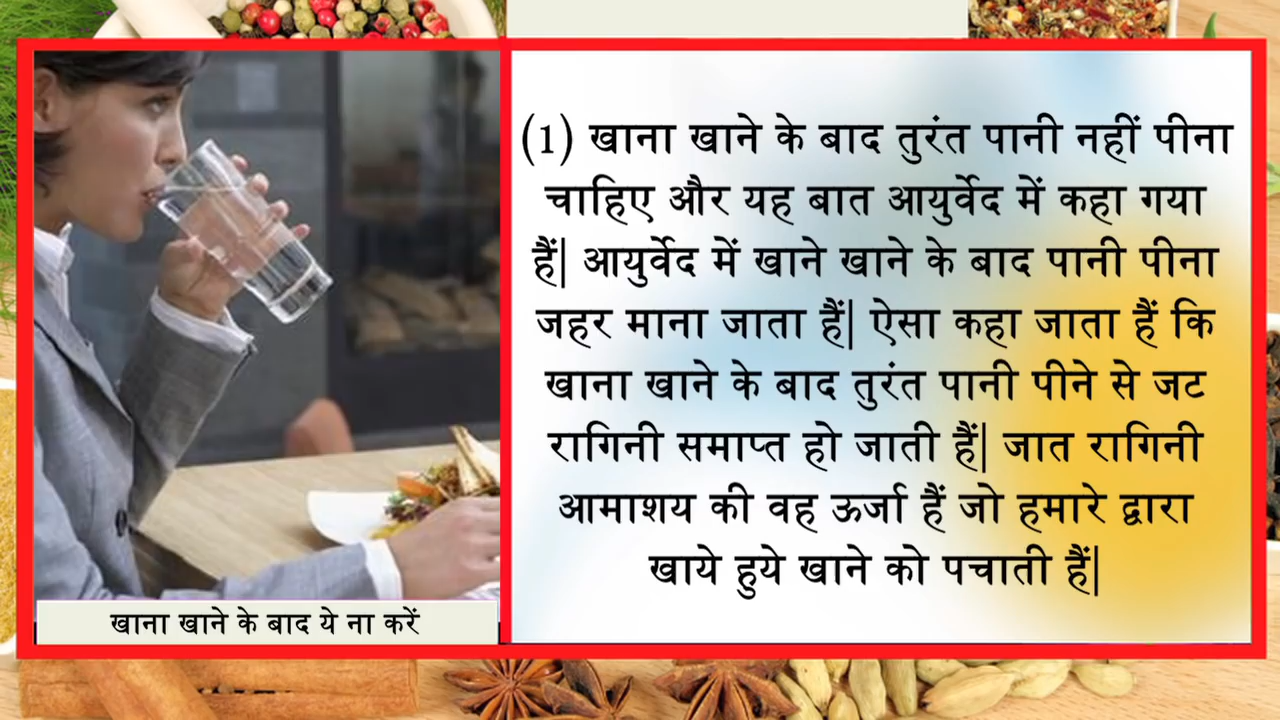 (1) खाना खाने के बाद तुरंत पानी नहीं पीना
चाहिए और यह बात आयुर्वेद में कहा गया
हैं| आयुर्वेद में खाने खाने के बाद पानी पीना
जहर माना जाता हैं| ऐसा कहा जाता हैं कि
खाना खाने के बाद तुरंत पानी पीने से जट
रागिनी समाप्त हो जाती हैं| जात रागिनी
आमाशय की वह ऊर्जा हैं जो हमारे द्वारा
खाये हुये खाने को पचाती हैं|
खाना खाने के बाद ये ना करें